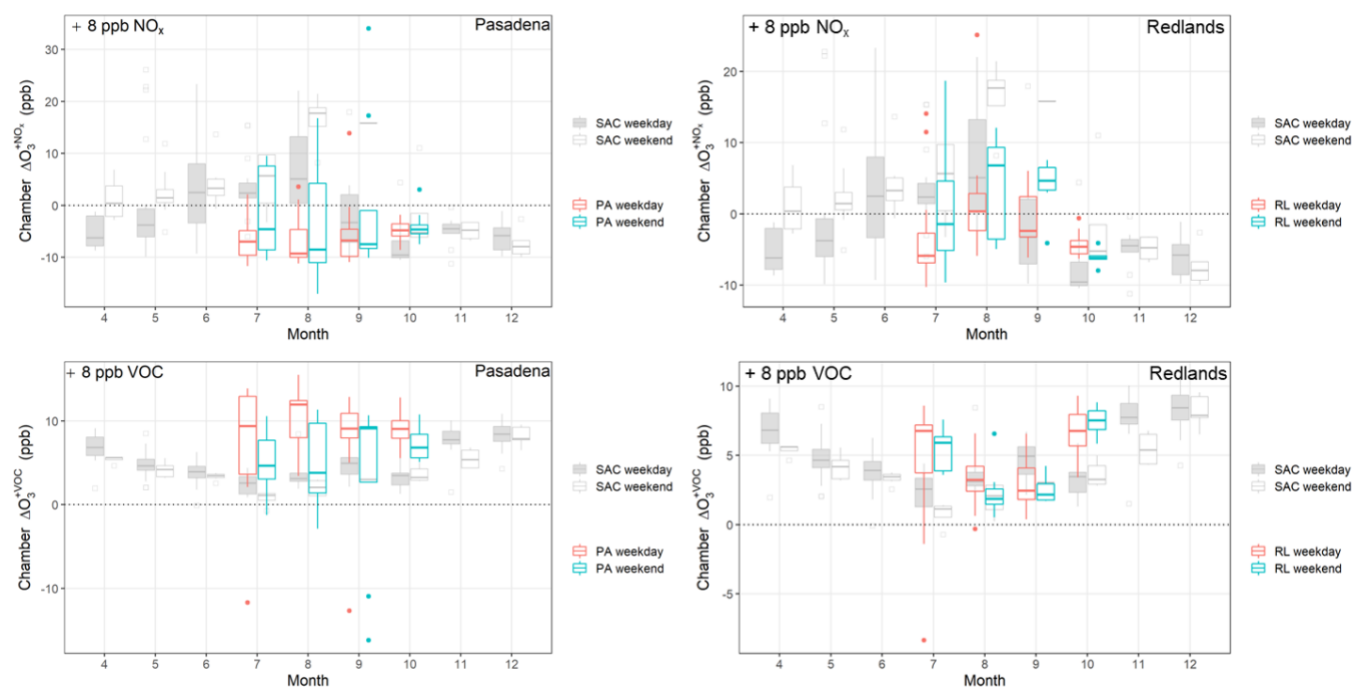 + 8 ppb NOₓ
Pasadena
Chamber ΔO₃⁺ᴺᴼˣ (ppb)
30
20
10
0
-10
4 5 6 7 8 9 10 11 12
Month
SAC weekday
SAC weekend
PA weekday
PA weekend
+ 8 ppb NOₓ
Redlands
Chamber ΔO₃⁺ᴺᴼˣ (ppb)
20
10
0
-10
4 5 6 7 8 9 10 11 12
Month
SAC weekday
SAC weekend
RL weekday
RL weekend
+ 8 ppb VOC
Pasadena
Chamber ΔO₃⁺ⱽᴼC (ppb)
10
0
-10
4 5 6 7 8 9 10 11 12
Month
SAC weekday
SAC weekend
PA weekday
PA weekend
+ 8 ppb VOC
Redlands
Chamber ΔO₃⁺ⱽᴼC (ppb)
10
5
0
-5
4 5 6 7 8 9 10 11 12
Month
SAC weekday
SAC weekend
RL weekday
RL weekend